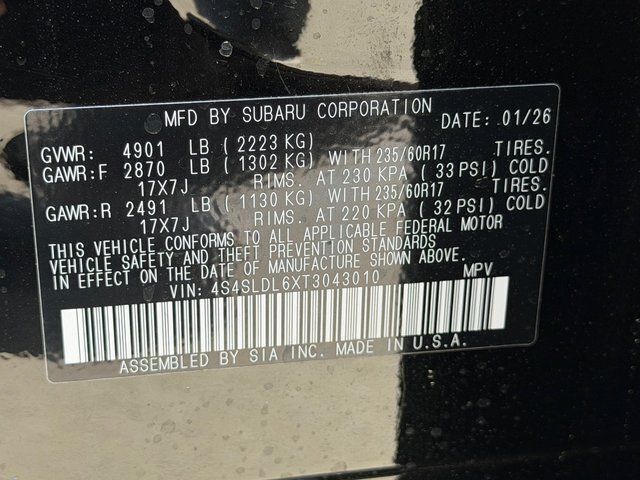 MFD BY SUBARU CORPORATION DATE: 01/26
GVWR: 4901 LB (2223 KG)
GAWR:F 2870 LB (1302 KG) WITH 235/60R17 TIRES.
17X7J RIMS. AT 230 KPA (33 PSI) COLD
GAWR:R 2491 LB (1130 KG) WITH 235/60R17 TIRES.
17X7J RIMS. AT 220 KPA (32 PSI) COLD
THIS VEHICLE CONFORMS TO ALL APPLICABLE FEDERAL MOTOR
VEHICLE SAFETY AND THEFT PREVENTION STANDARDS
IN EFFECT ON THE DATE OF MANUFACTURE SHOWN ABOVE.
VIN: 4S4SLDL6XT3043010 MPV
ASSEMBLED BY SIA INC. MADE IN U.S.A.